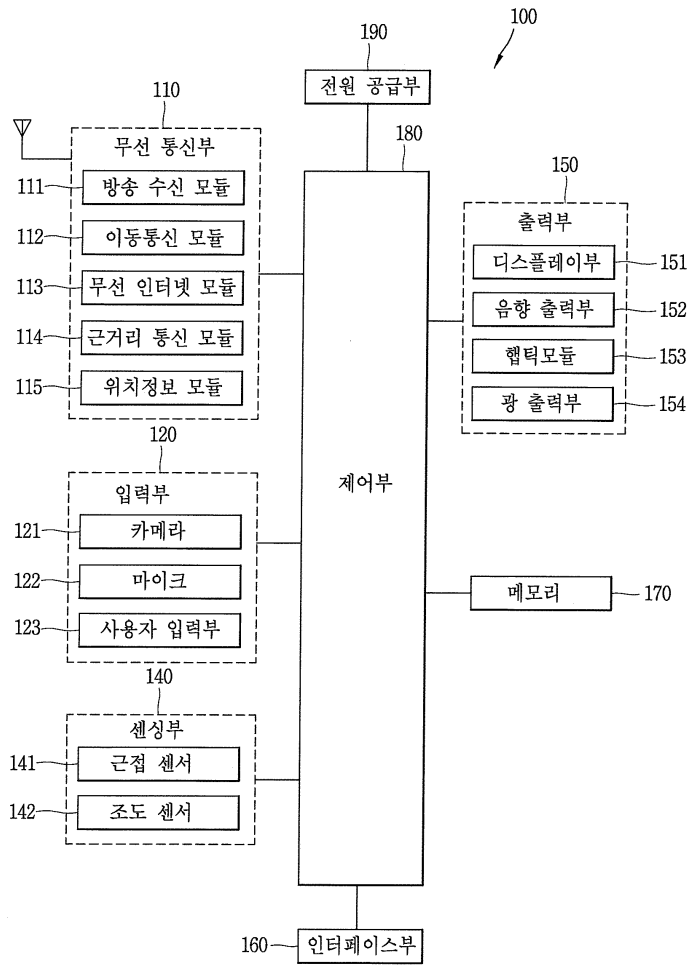 100
190
전원 공급부
110
무선 통신부
111 방송 수신 모듈
112 이동통신 모듈
113 무선 인터넷 모듈
114 근거리 통신 모듈
115 위치정보 모듈
120
입력부
121 카메라
122 마이크
123 사용자 입력부
140
센싱부
141 근접 센서
142 조도 센서
180
제어부
150
출력부
디스플레이부 151
음향 출력부 152
햅틱모듈 153
광 출력부 154
메모리 170
160 인터페이스부